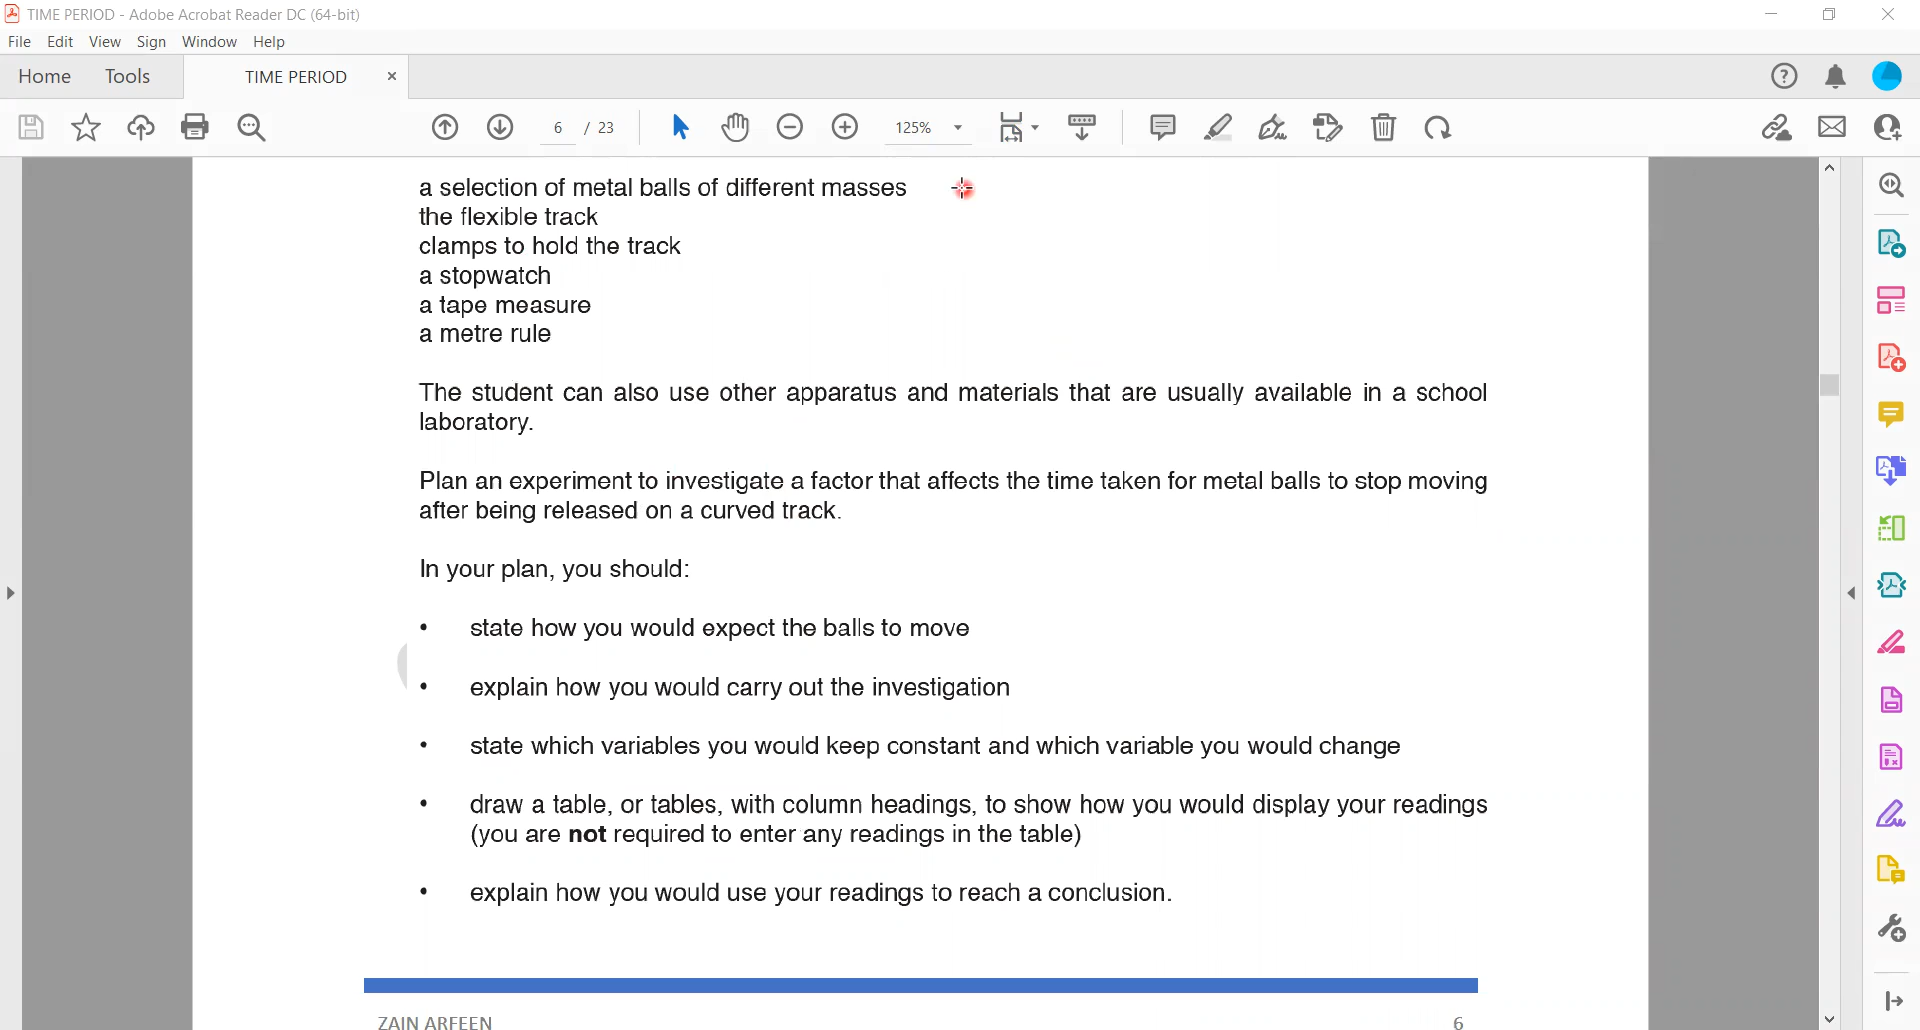 TIME PERIOD - Adobe Acrobat Reader DC (64-bit)
File Edit View Sign Window Help
Home Tools TIME PERIOD
6 / 23 125%
a selection of metal balls of different masses
the flexible track
clamps to hold the track
a stopwatch
a tape measure
a metre rule
The student can also use other apparatus and materials that are usually available in a school
laboratory.
Plan an experiment to investigate a factor that affects the time taken for metal balls to stop moving
after being released on a curved track.
In your plan, you should:
• state how you would expect the balls to move
• explain how you would carry out the investigation
• state which variables you would keep constant and which variable you would change
• draw a table, or tables, with column headings, to show how you would display your readings
(you are not required to enter any readings in the table)
• explain how you would use your readings to reach a conclusion.
ZAIN ARFEEN 6